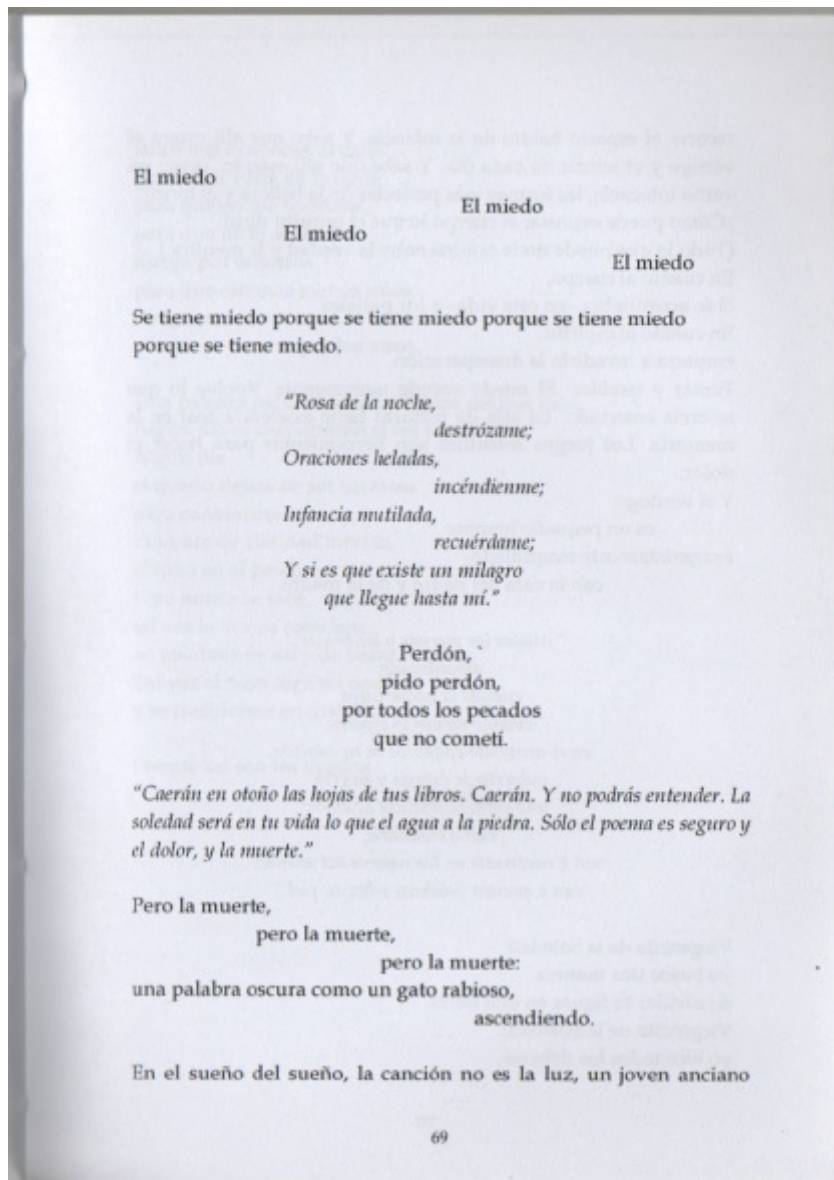 El miedo
El miedo
El miedo
El miedo
Se tiene miedo porque se tiene miedo porque se tiene miedo
porque se tiene miedo.
"Rosa de la noche,
destrózame;
Oraciones heladas,
incéndienme;
Infancia mutilada,
recuérdame;
Y si es que existe un milagro
que llegue hasta mí."
Perdón,
pido perdón,
por todos los pecados
que no cometí.
"Caerán en otoño las hojas de tus libros. Caerán. Y no podrás entender. La
soledad será en tu vida lo que el agua a la piedra. Sólo el poema es seguro y
el dolor, y la muerte."
Pero la muerte,
pero la muerte,
pero la muerte:
una palabra oscura como un gato rabioso,
ascendiendo.
En el sueño del sueño, la canción no es la luz, un joven anciano
69